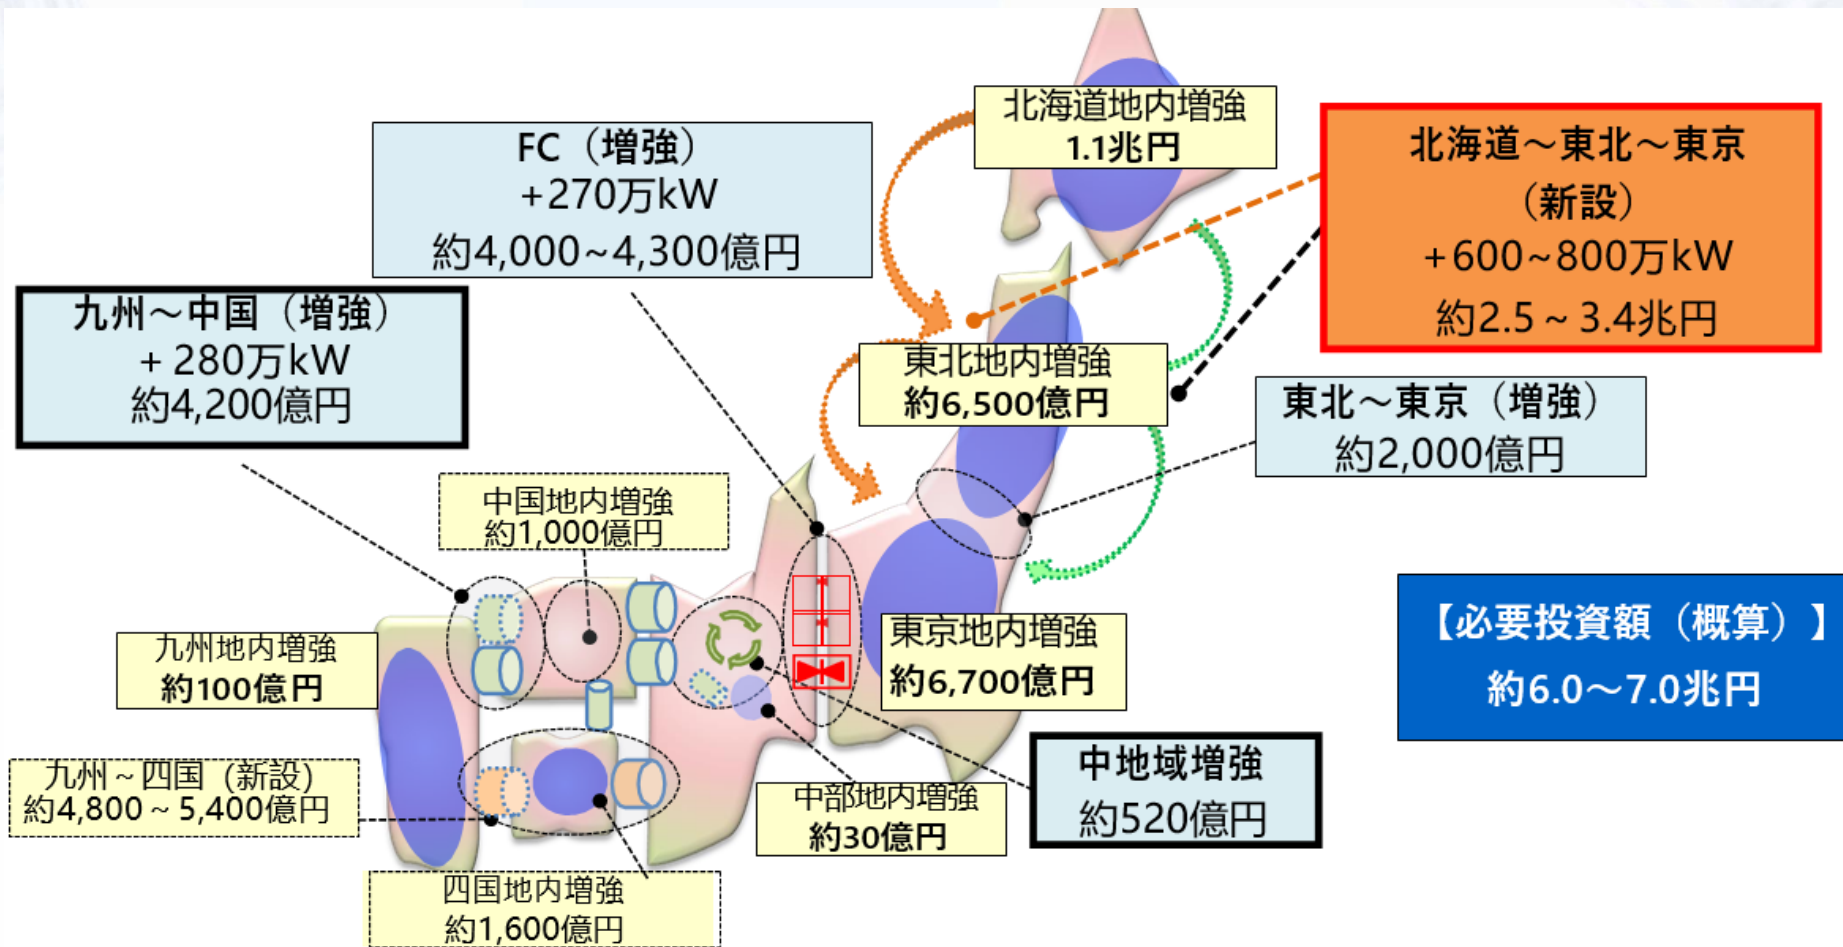 北海道地内増強
1.1兆円
FC（増強）
+270万kW
約4,000~4,300億円
北海道～東北～東京
（新設）
+600~800万kW
約2.5 ~ 3.4兆円
九州～中国（増強）
+ 280万kW
約4,200億円
東北地内増強
約6,500億円
東北～東京（増強）
約2,000億円
中国地内増強
約1,000億円
九州地内増強
約100億円
東京地内増強
約6,700億円
【必要投資額（概算）】
約6.0～7.0兆円
九州 ~ 四国 (新設)
約4,800 ~ 5,400億円
中部地内増強
約30億円
中地域増強
約520億円
四国地内増強
約1,600億円